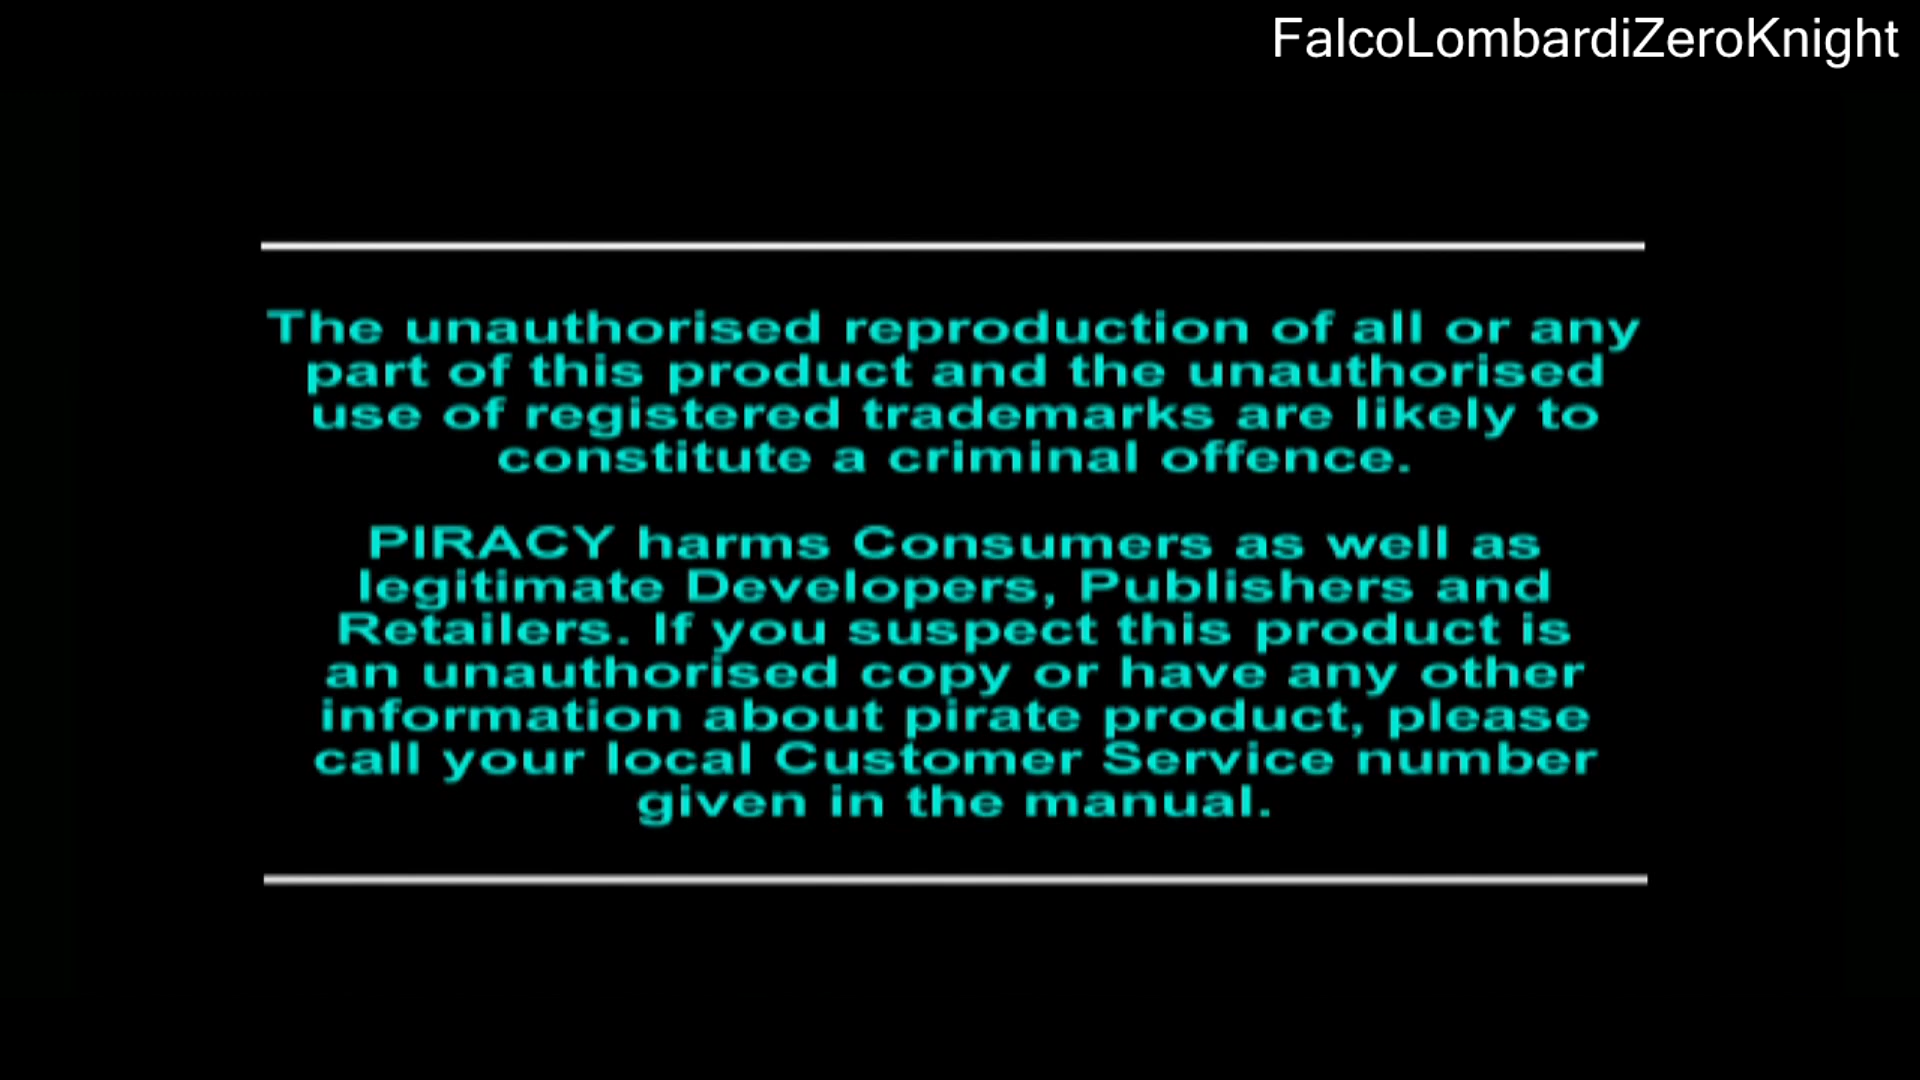 FalcoLombardiZeroKnight
The unauthorised reproduction of all or any
part of this product and the unauthorised
use of registered trademarks are likely to
constitute a criminal offence.
PIRACY harms Consumers as well as
legitimate Developers, Publishers and
Retailers. If you suspect this product is
an unauthorised copy or have any other
information about pirate product, please
call your local Customer Service number
given in the manual.